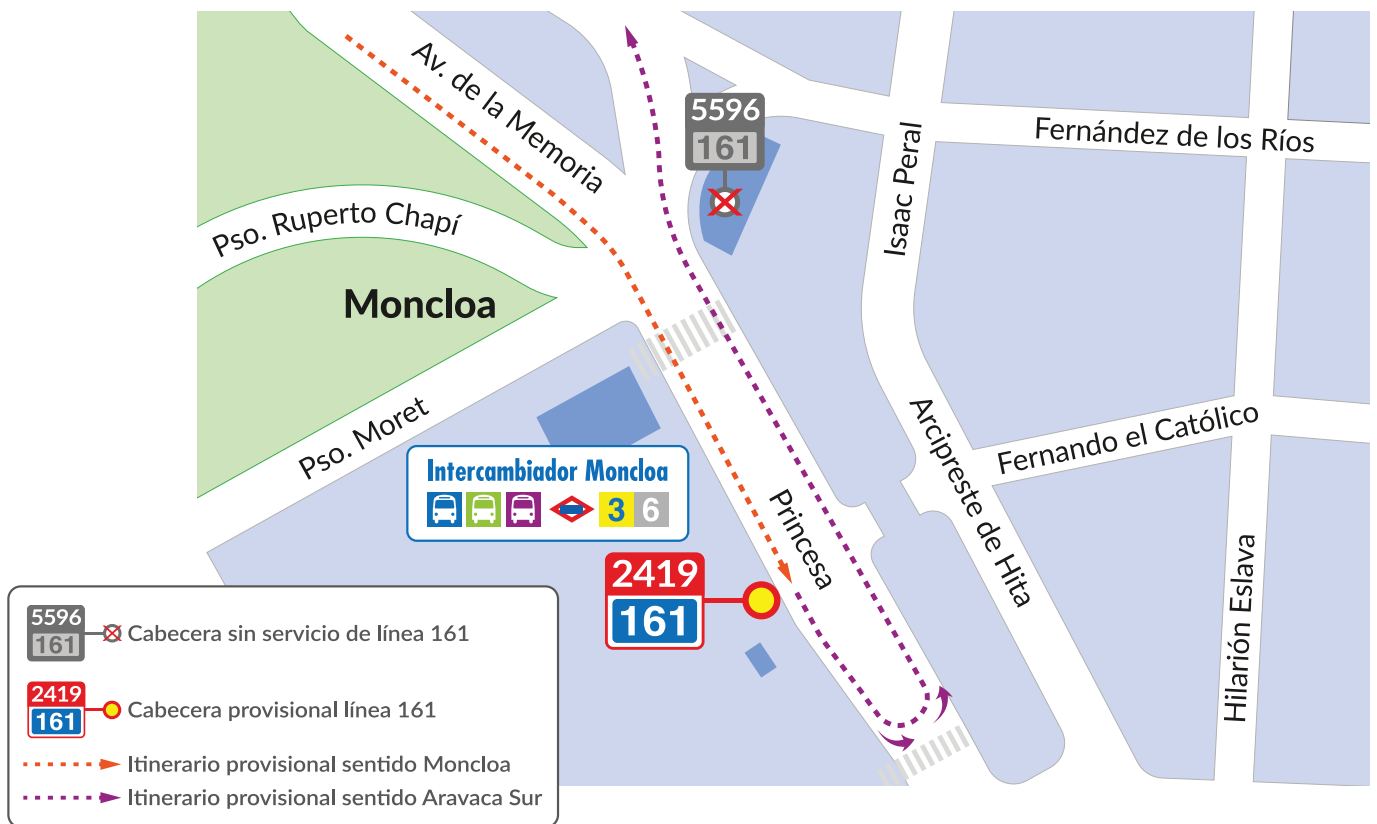 Av. de la Memoria
5596
161
Fernández de los Ríos
Isaac Peral
Pso. Ruperto Chapí
Moncloa
Pso. Moret
Arcipreste de Hita
Fernando el Católico
Intercambiador Moncloa
3 6
Princesa
2419
161
Hilarión Eslava
5596
161
Cabecera sin servicio de línea 161
2419
161
Cabecera provisional línea 161
Itinerario provisional sentido Moncloa
Itinerario provisional sentido Aravaca Sur